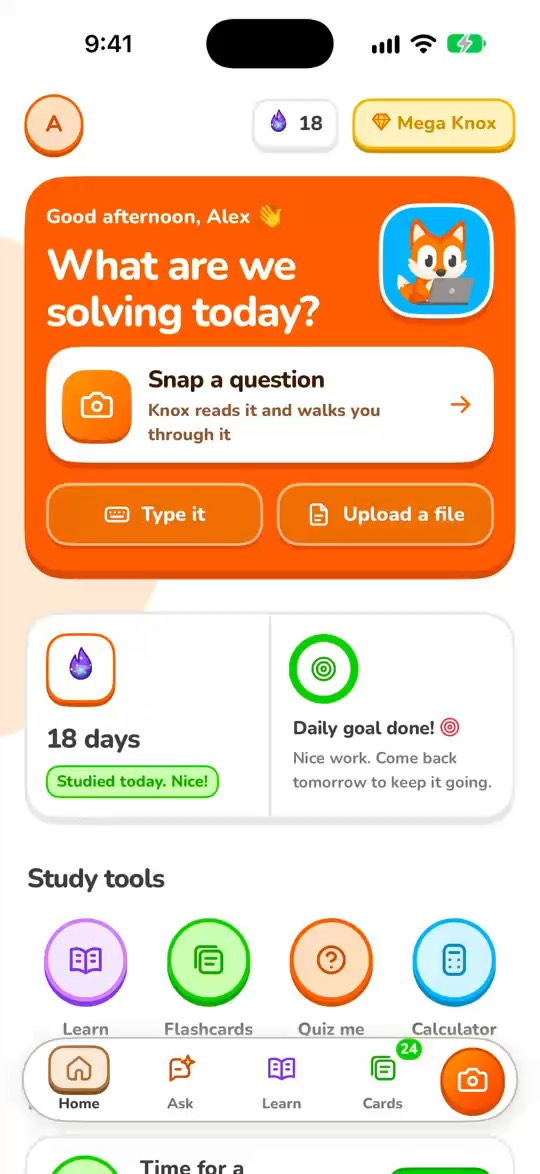 9:41
A
18
Mega Knox
Good afternoon, Alex 👋
What are we
solving today?
Snap a question
Knox reads it and walks you
through it
Type it
Upload a file
18 days
Studied today. Nice!
Daily goal done! 🎯
Nice work. Come back
tomorrow to keep it going.
Study tools
Learn
Flashcards
Quiz me
Calculator
24
Home
Ask
Learn
Cards
Time for a